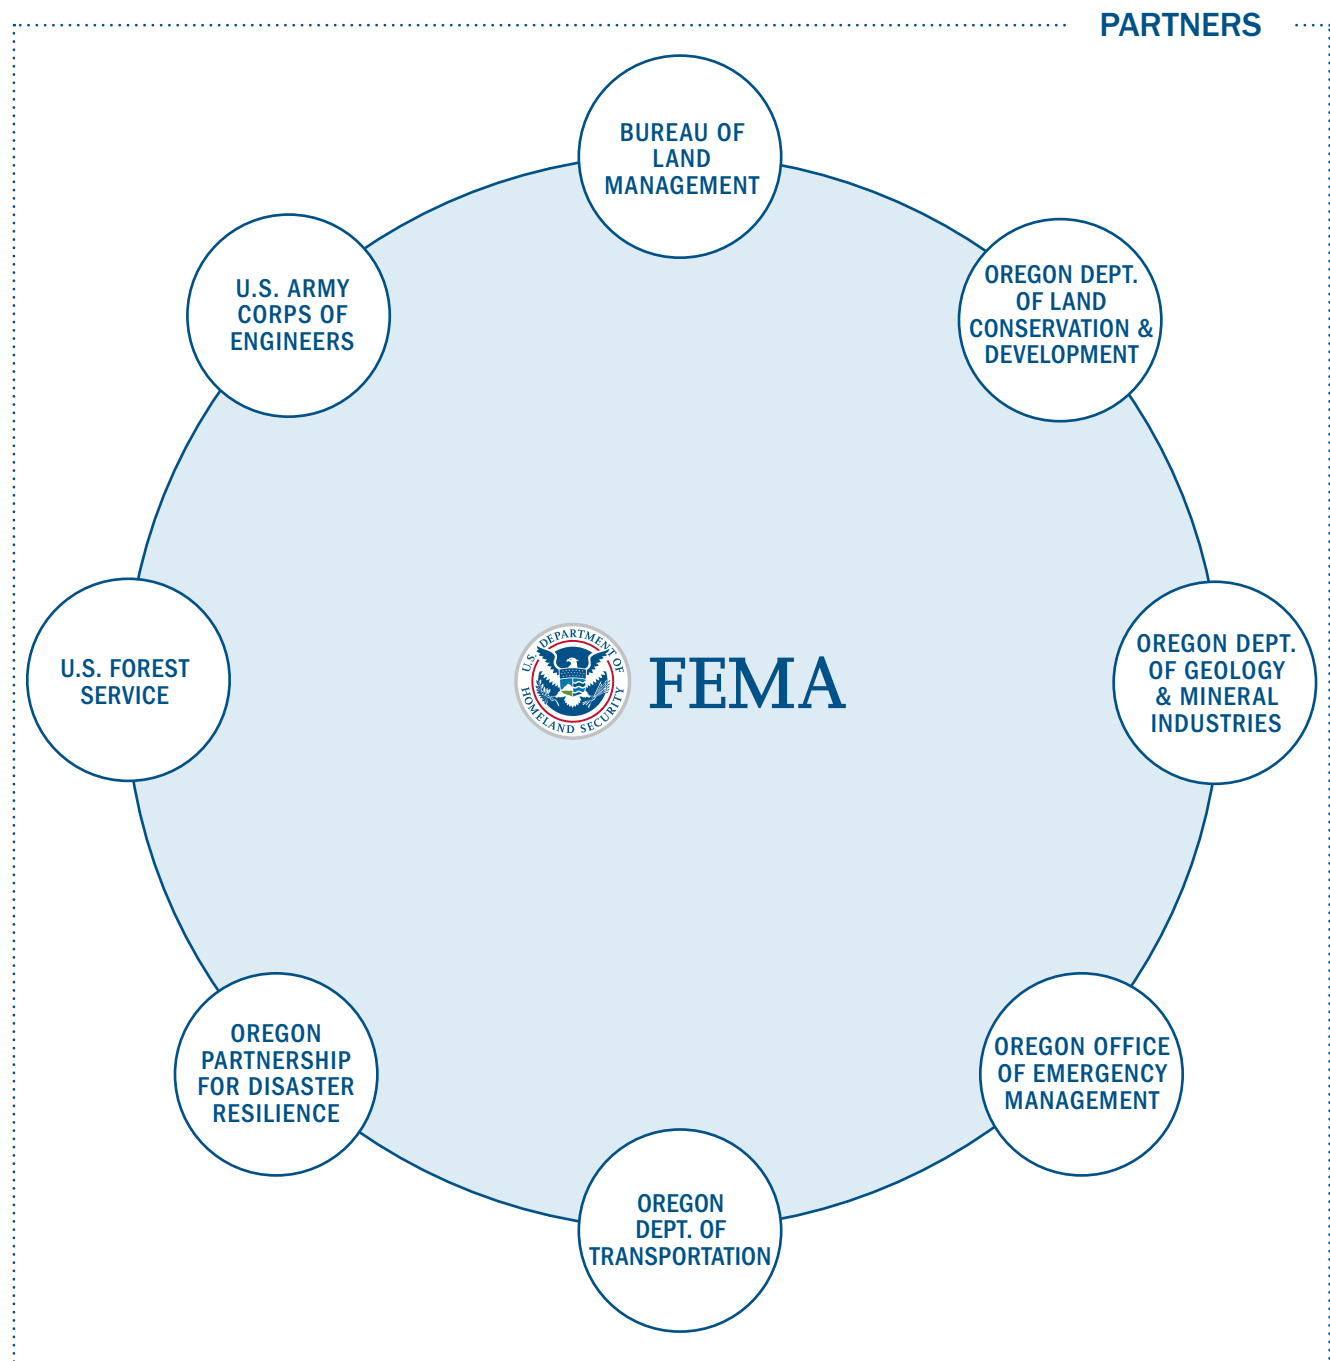 PARTNERS
BUREAU OF
LAND
MANAGEMENT
OREGON DEPT.
OF LAND
CONSERVATION &
DEVELOPMENT
U.S. ARMY
CORPS OF
ENGINEERS
OREGON DEPT.
OF GEOLOGY
& MINERAL
INDUSTRIES
U.S. FOREST
SERVICE
U.S. DEPARTMENT OF
HOMELAND SECURITY
FEMA
OREGON
PARTNERSHIP
FOR DISASTER
RESILIENCE
OREGON OFFICE
OF EMERGENCY
MANAGEMENT
OREGON
DEPT. OF
TRANSPORTATION